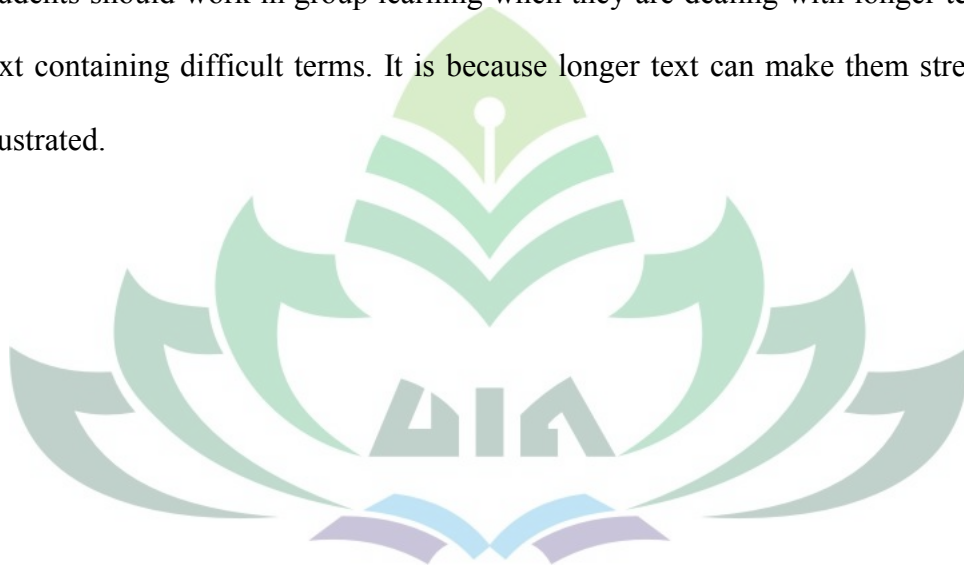 udents should work in group learning when they are dealing with longer te
xt containing difficult terms. It is because longer text can make them stre
ustrated.
UIN